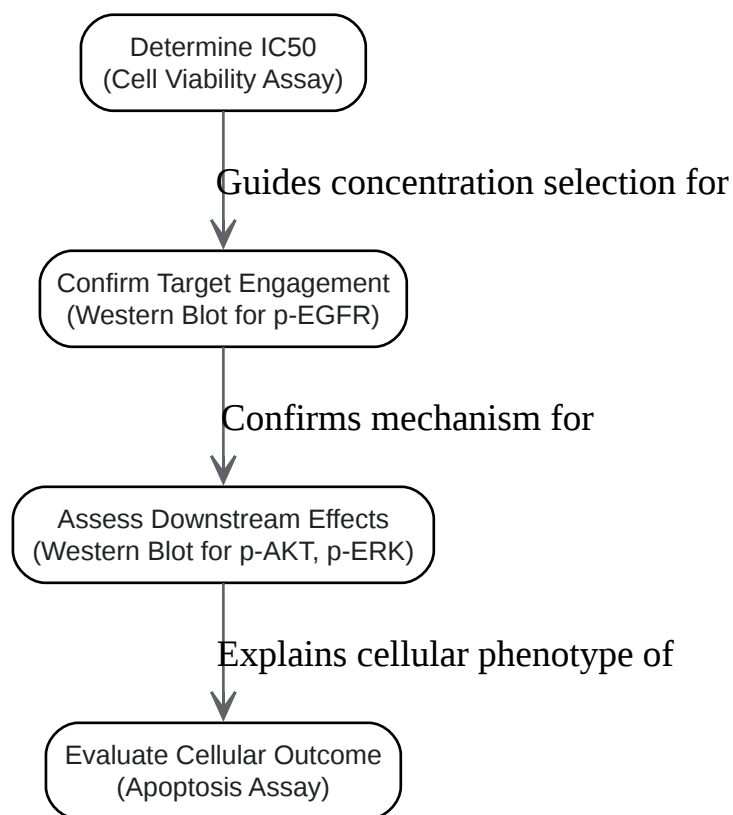 Determine IC50
(Cell Viability Assay)
Guides concentration selection for
Confirm Target Engagement
(Western Blot for p-EGFR)
Confirms mechanism for
Assess Downstream Effects
(Western Blot for p-AKT, p-ERK)
Explains cellular phenotype of
Evaluate Cellular Outcome
(Apoptosis Assay)